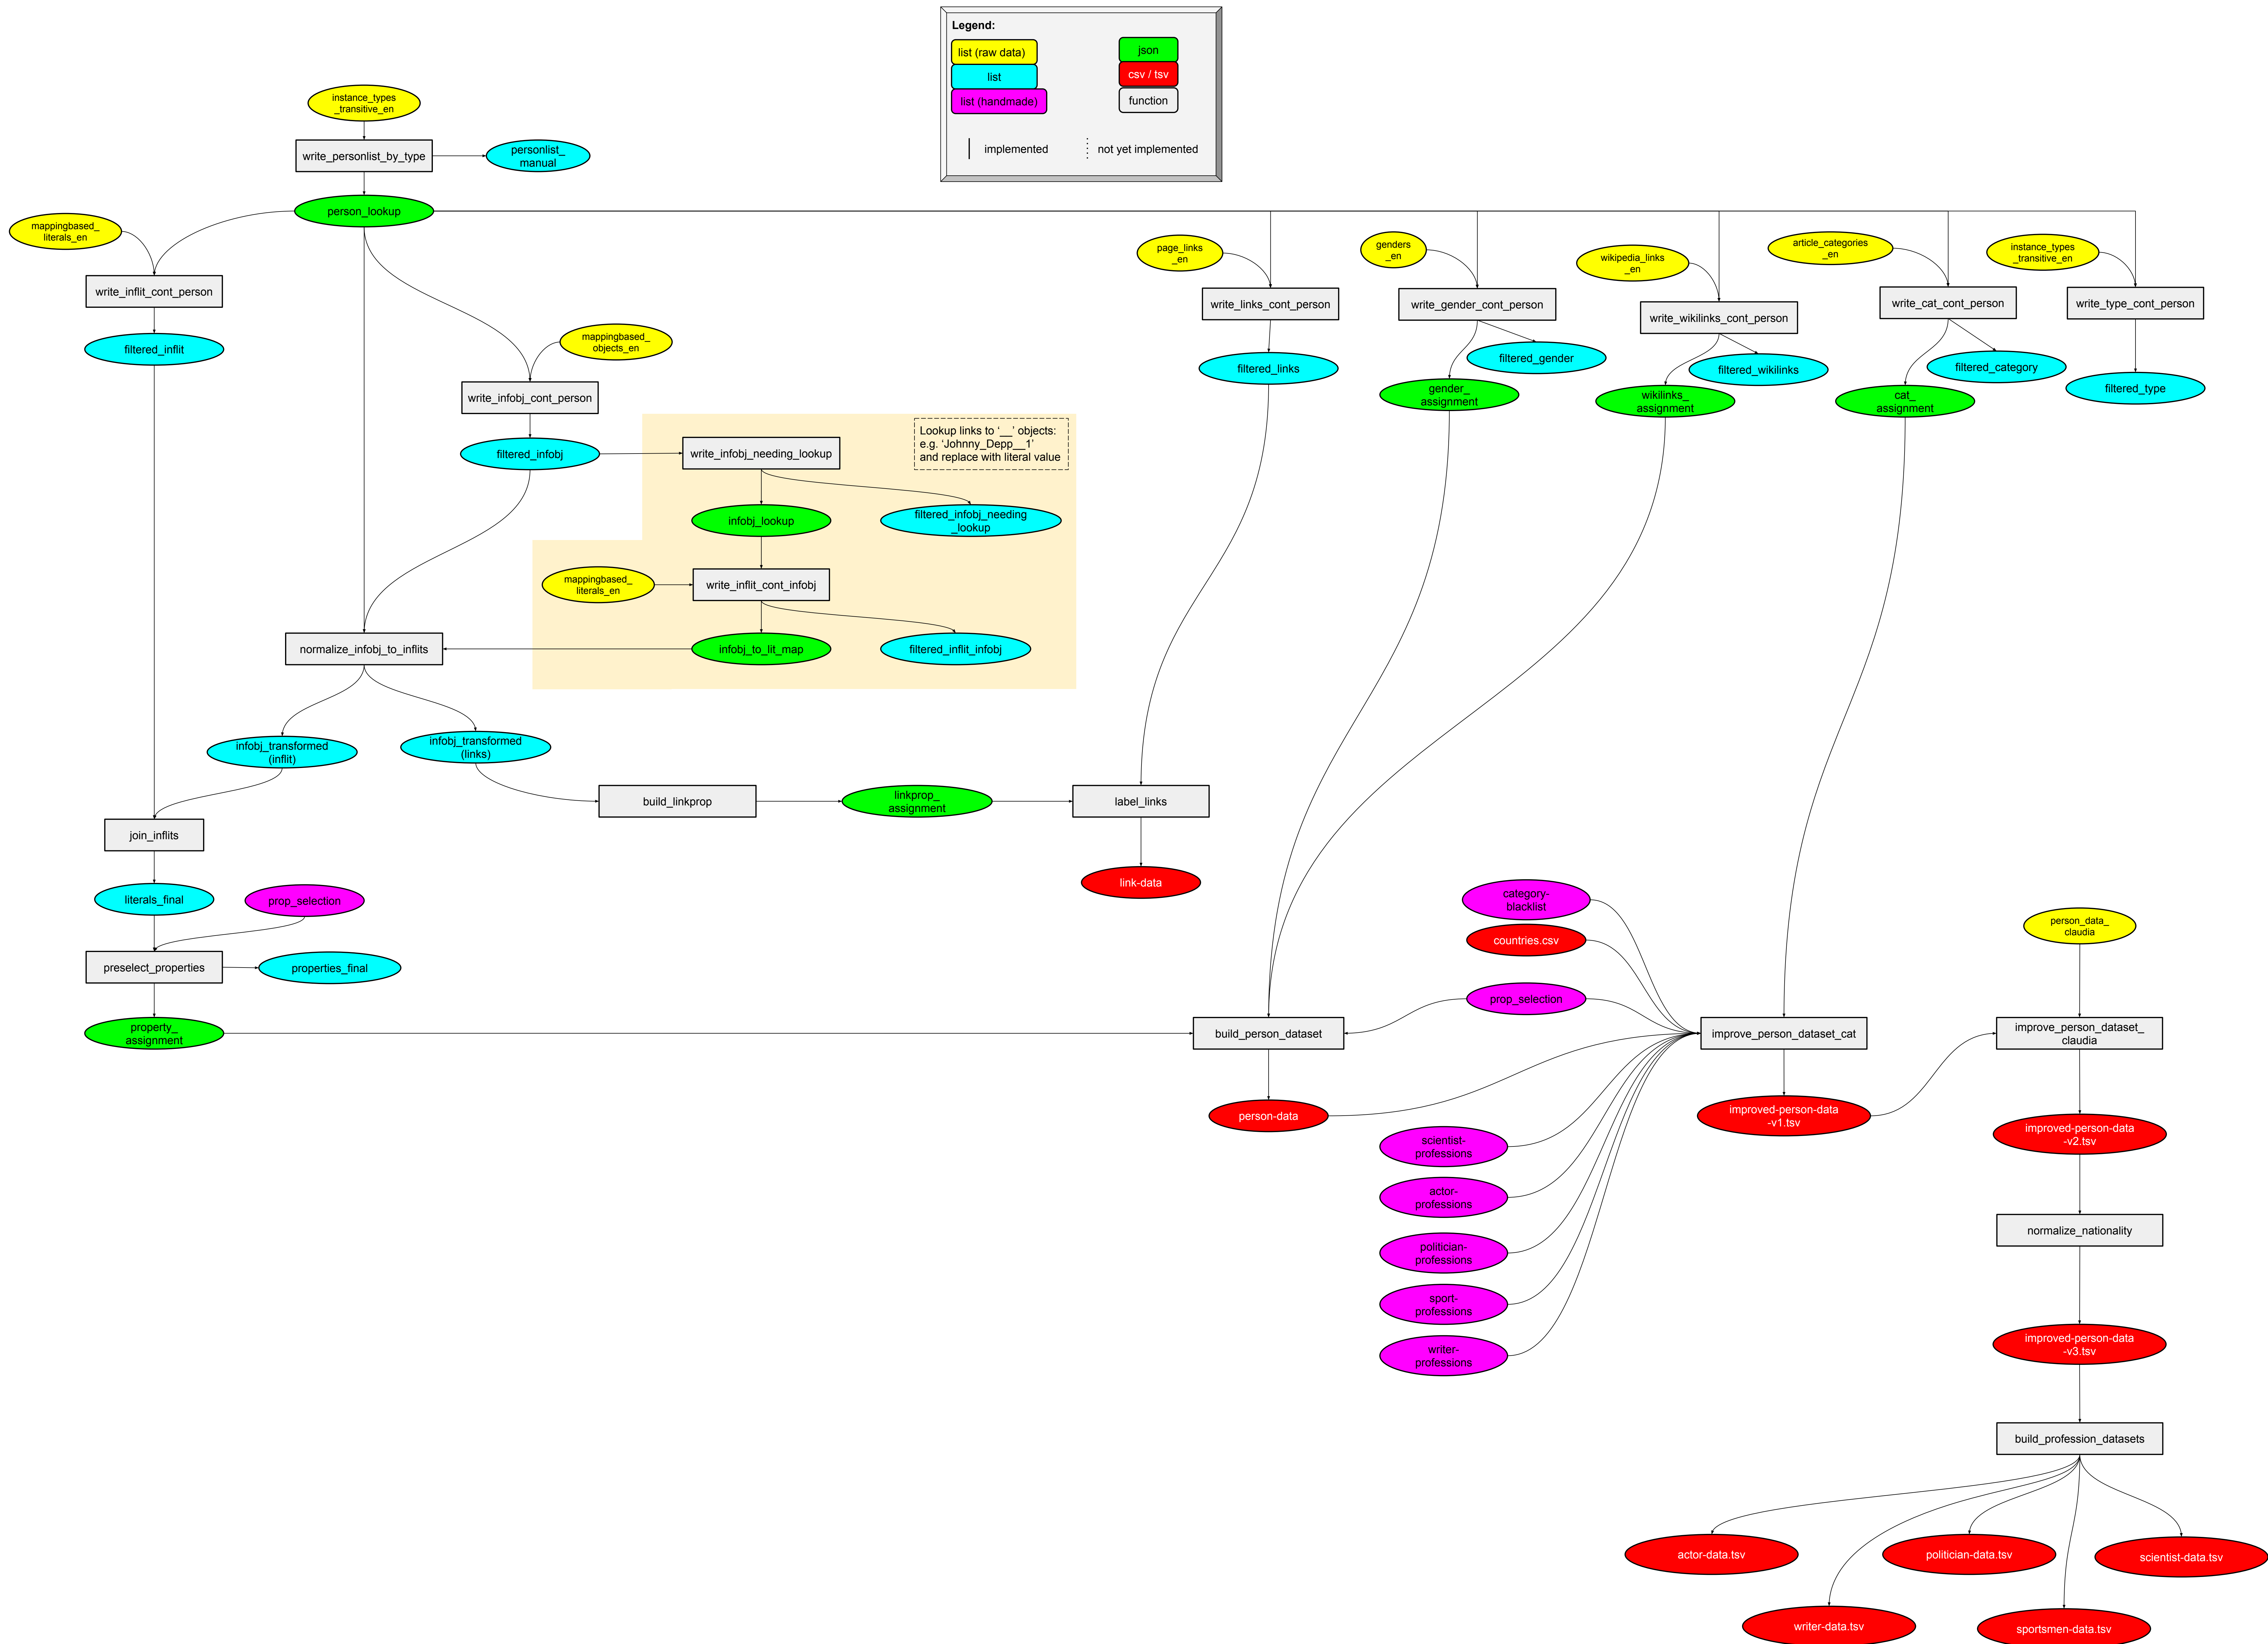 Legend:
list (raw data)
json
list
csv / tsv
list (handmade)
function
implemented
not yet implemented
instance_types
_transitive_en
write_personlist_by_type
personlist_
manual
person_lookup
mappingbased_
literals_en
write_inflit_cont_person
filtered_inflit
mappingbased_
objects_en
write_infobj_cont_person
filtered_infobj
page_links
_en
write_links_cont_person
filtered_links
genders
_en
write_gender_cont_person
filtered_gender
gender_
assignment
wikipedia_links
_en
write_wikilinks_cont_person
filtered_wikilinks
wikilinks_
assignment
article_categories
_en
write_cat_cont_person
filtered_category
cat_
assignment
instance_types
_transitive_en
write_type_cont_person
filtered_type
Lookup links to ‘__’ objects:
e.g. ‘Johnny_Depp__1’
and replace with literal value
write_infobj_needing_lookup
infobj_lookup
filtered_infobj_needing
_lookup
mappingbased_
literals_en
write_inflit_cont_infobj
infobj_to_lit_map
filtered_inflit_infobj
normalize_infobj_to_inflits
infobj_transformed
(inflit)
infobj_transformed
(links)
build_linkprop
linkprop_
assignment
label_links
link-data
join_inflits
literals_final
prop_selection
preselect_properties
properties_final
property_
assignment
category-
blacklist
countries.csv
prop_selection
build_person_dataset
person-data
improve_person_dataset_cat
improved-person-data
-v1.tsv
scientist-
professions
actor-
professions
politician-
professions
sport-
professions
writer-
professions
person_data_
claudia
improve_person_dataset_
claudia
improved-person-data
-v2.tsv
normalize_nationality
improved-person-data
-v3.tsv
build_profession_datasets
actor-data.tsv
politician-data.tsv
scientist-data.tsv
writer-data.tsv
sportsmen-data.tsv